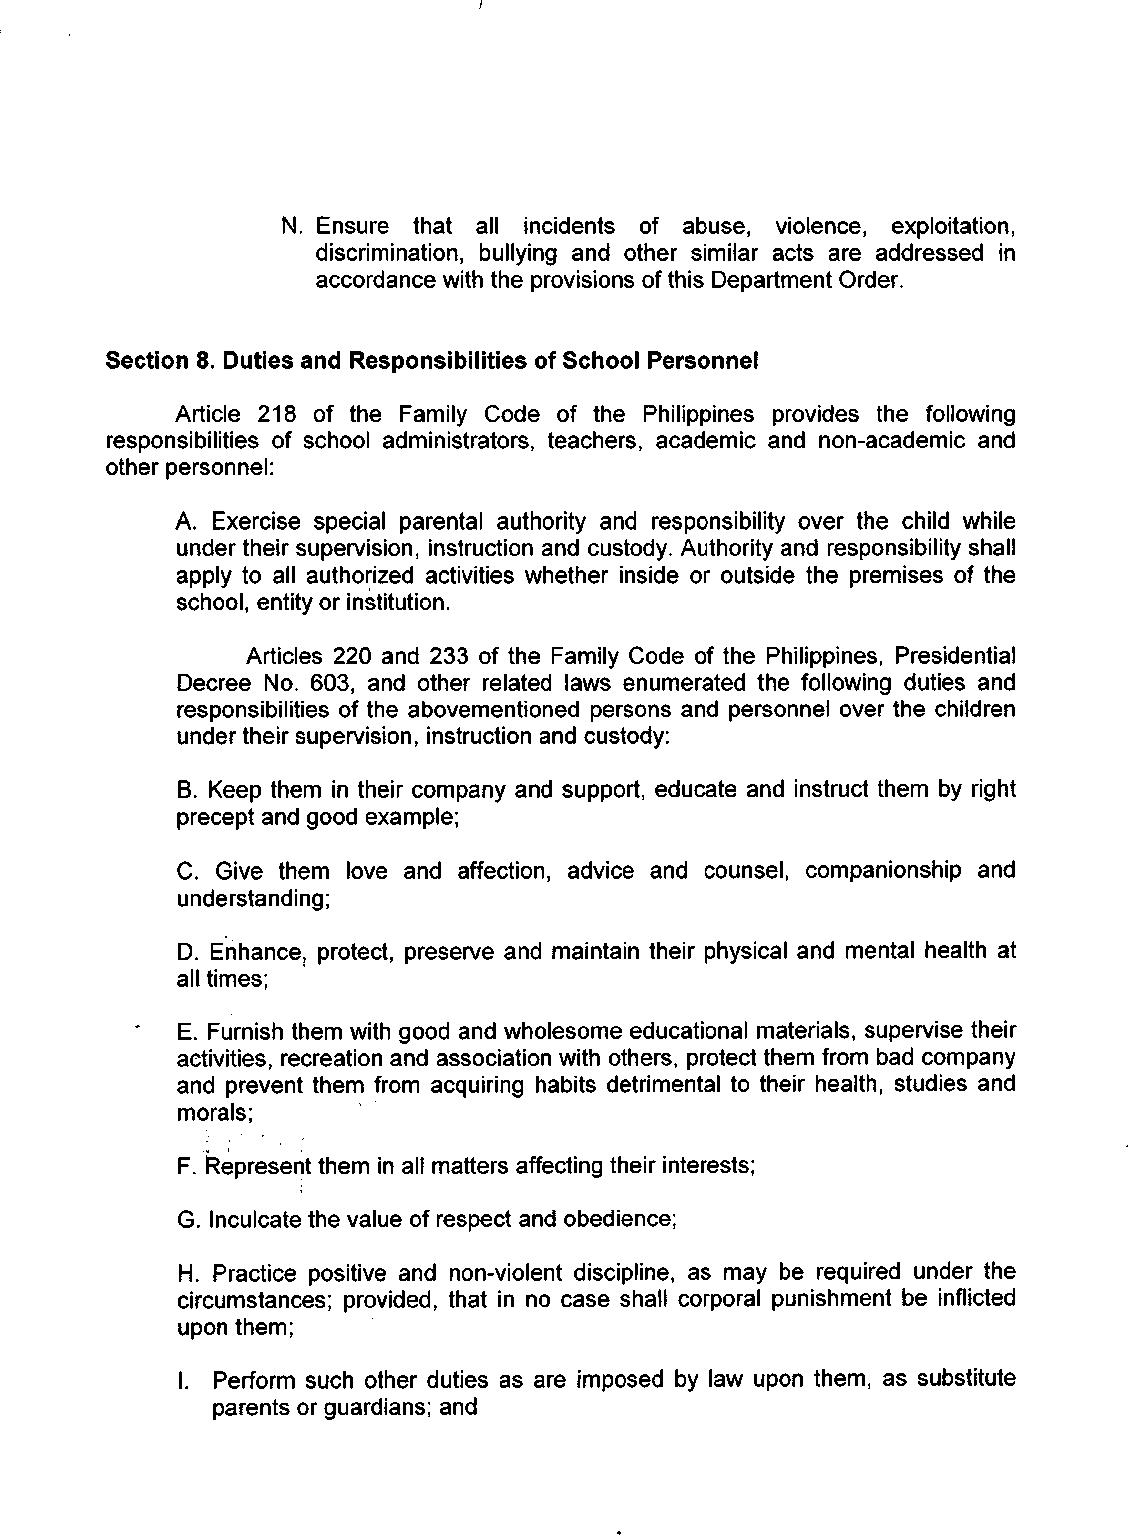 N. Ensure that all incidents of abuse, violence, exploitation,
discrimination, bullying and other similar acts are addressed in
accordance with the provisions of this Department Order.
Section 8. Duties and Responsibilities of School Personnel
Article 218 of the Family Code of the Philippines provides the following
responsibilities of school administrators, teachers, academic and non-academic and
other personnel:
A. Exercise special parental authority and responsibility over the child while
under their supervision, instruction and custody. Authority and responsibility shall
apply to all authorized activities whether inside or outside the premises of the
school, entity or institution.
Articles 220 and 233 of the Family Code of the Philippines, Presidential
Decree No. 603, and other related laws enumerated the following duties and
responsibilities of the abovementioned persons and personnel over the children
under their supervision, instruction and custody:
B. Keep them in their company and support, educate and instruct them by right
precept and good example;
C. Give them love and affection, advice and counsel, companionship and
understanding;
D. Enhance, protect, preserve and maintain their physical and mental health at
all times;
E. Furnish them with good and wholesome educational materials, supervise their
activities, recreation and association with others, protect them from bad company
and prevent them from acquiring habits detrimental to their health, studies and
morals;
F. Represent them in all matters affecting their interests;
G. Inculcate the value of respect and obedience;
H. Practice positive and non-violent discipline, as may be required under the
circumstances; provided, that in no case shall corporal punishment be inflicted
upon them;
I. Perform such other duties as are imposed by law upon them, as substitute
parents or guardians; and